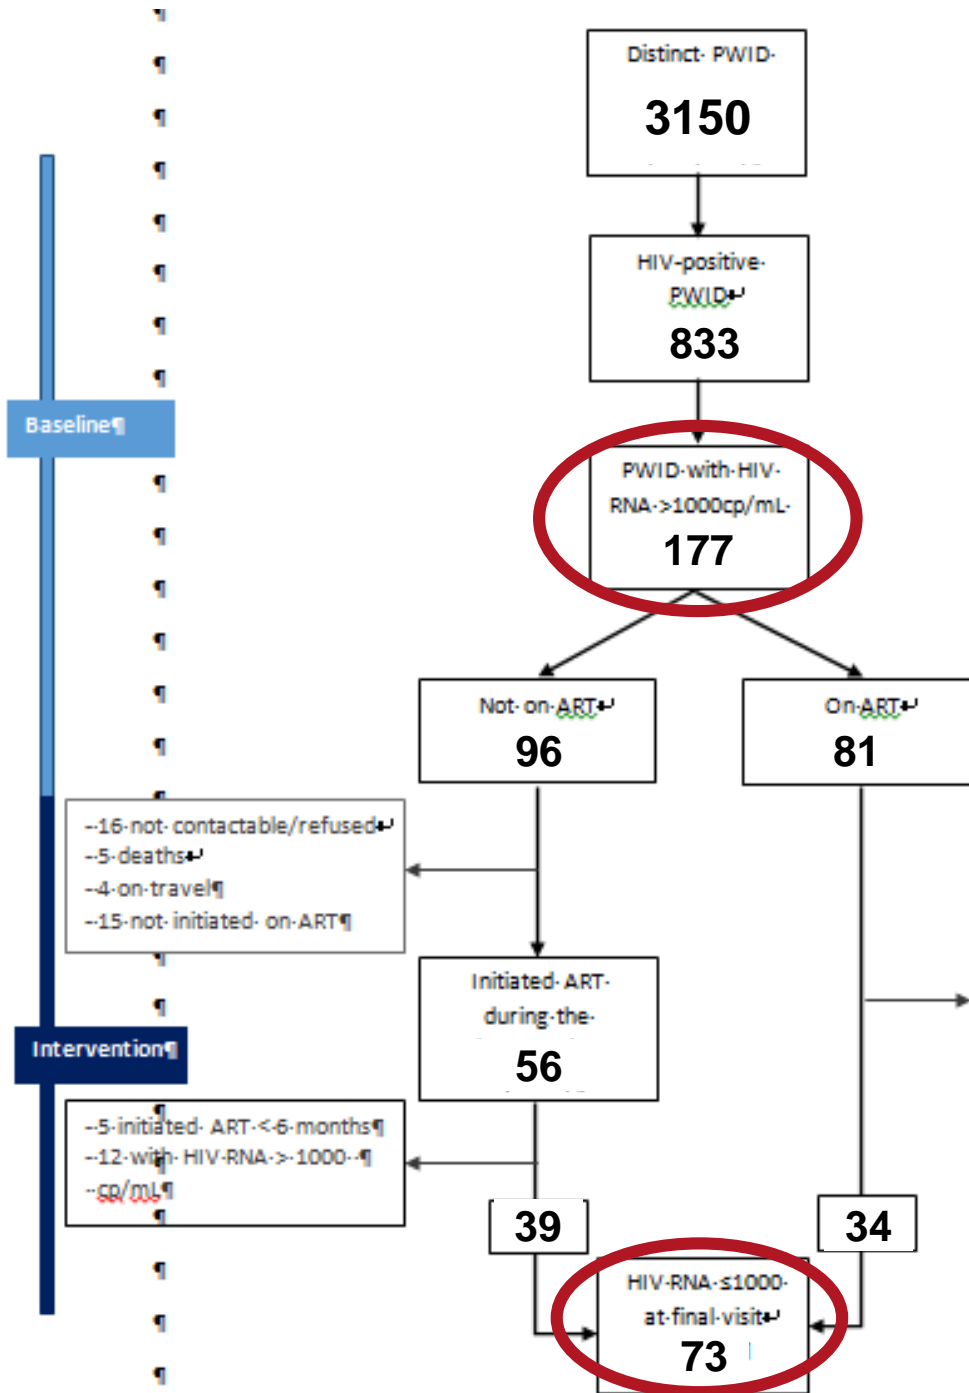 Distinct PWID
3150
HIV-positive
PWID
833
Baseline¶
PWID with HIV
RNA >1000cp/mL
177
Not on ART
96
On ART
81
--16 not contactable/refused
--5 deaths
--4 on travel¶
--15 not initiated on ART¶
Initiated ART
during the
56
Intervention¶
--5 initiated ART < 6 months¶
--12 with HIV-RNA > 1000 ¶
cp/mL¶
39
34
HIV-RNA ≤1000
at final visit
73